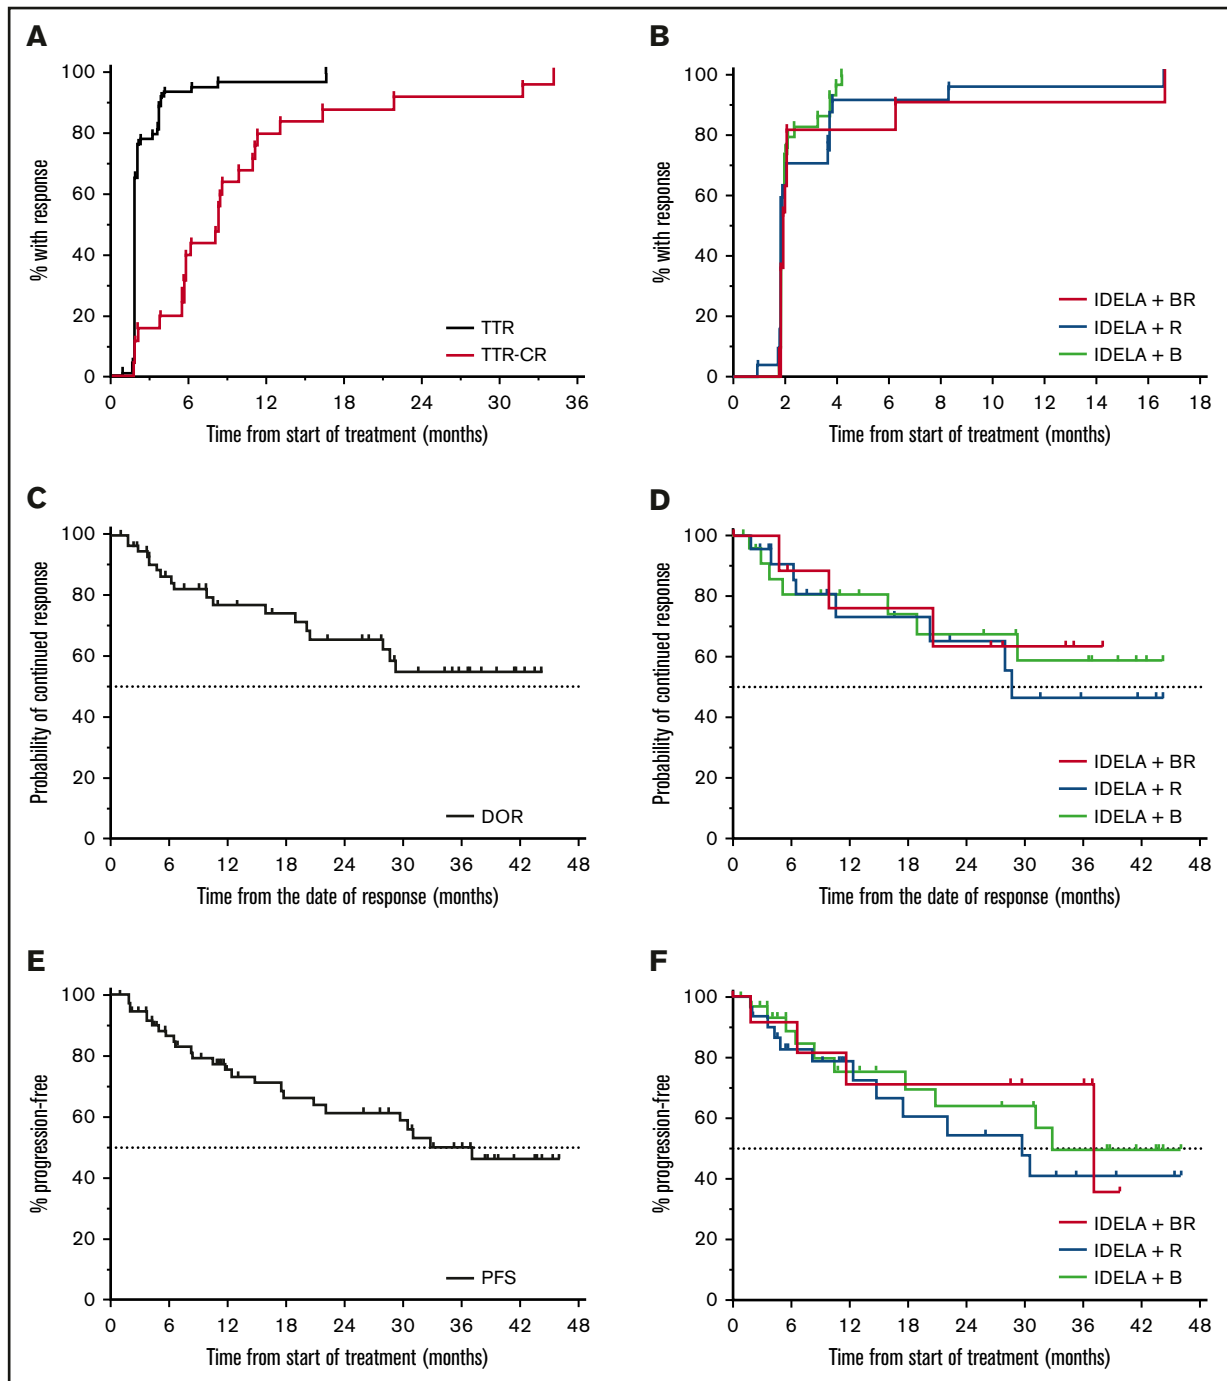 A
100
80
60
40
20
0
% with response
TTR
TTR-CR
0 6 12 18 24 30 36
Time from start of treatment (months)
B
100
80
60
40
20
0
% with response
IDELA + BR
IDELA + R
IDELA + B
0 2 4 6 8 10 12 14 16 18
Time from start of treatment (months)
C
100
80
60
40
20
0
Probability of continued response
DOR
0 6 12 18 24 30 36 42 48
Time from the date of response (months)
D
100
80
60
40
20
0
Probability of continued response
IDELA + BR
IDELA + R
IDELA + B
0 6 12 18 24 30 36 42 48
Time from the date of response (months)
E
100
80
60
40
20
0
% progression-free
PFS
0 6 12 18 24 30 36 42 48
Time from start of treatment (months)
F
100
80
60
40
20
0
% progression-free
IDELA + BR
IDELA + R
IDELA + B
0 6 12 18 24 30 36 42 48
Time from start of treatment (months)